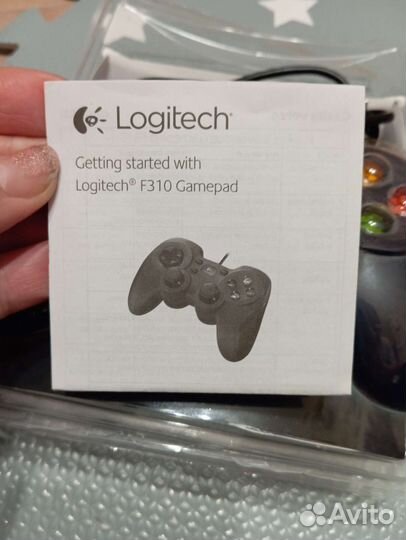 Logitech
Getting started with
Logitech® F310 Gamepad
Avito